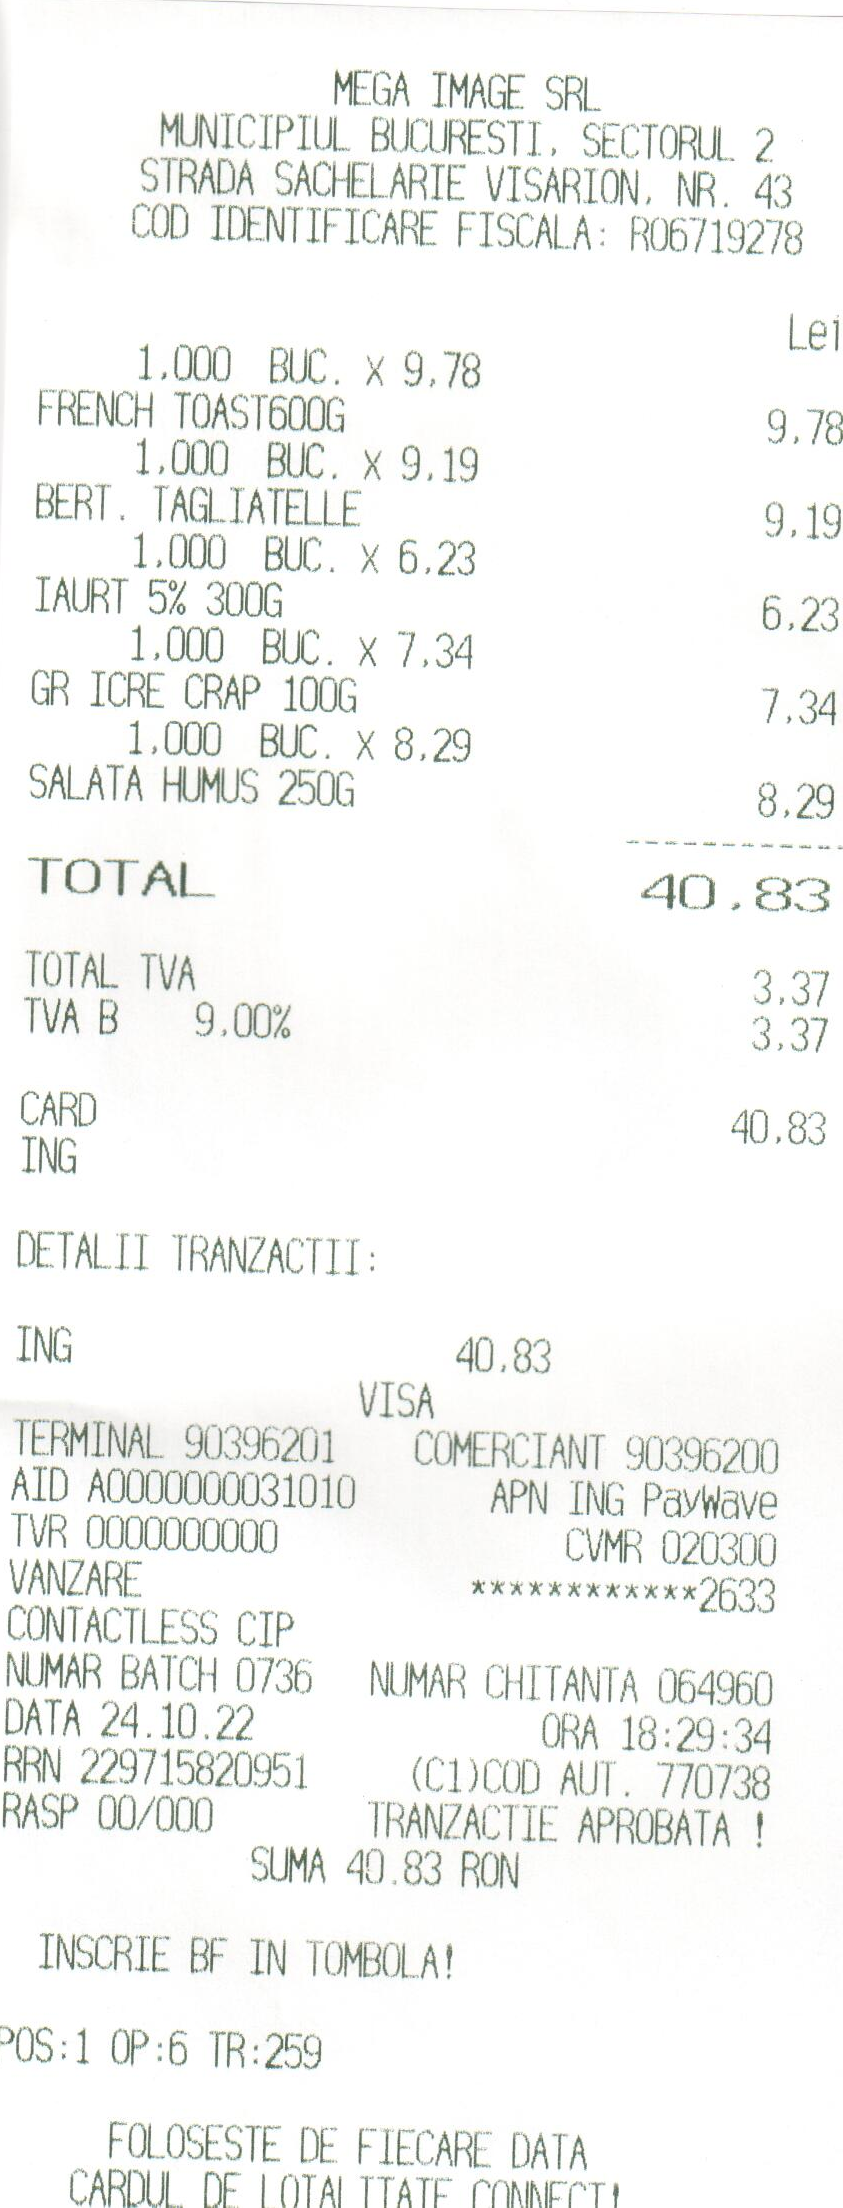 MEGA IMAGE SRL
MUNICIPIUL BUCURESTI, SECTORUL 2
STRADA SACHELARIE VISARION, NR. 43
COD IDENTIFICARE FISCALA: RO6719278
Lei
1,000 BUC. X 9,78
FRENCH TOAST600G 9,78
1,000 BUC. X 9,19
BERT. TAGLIATELLE 9,19
1,000 BUC. X 6,23
IAURT 5% 300G 6,23
1,000 BUC. X 7,34
GR ICRE CRAP 100G 7,34
1,000 BUC. X 8,29
SALATA HUMUS 250G 8,29
--------------
TOTAL 40,83
TOTAL TVA 3,37
TVA B 9,00% 3,37
CARD 40,83
ING
DETALII TRANZACTII:
ING 40.83
VISA
TERMINAL 90396201 COMERCIANT 90396200
AID A0000000031010 APN ING PayWave
TVR 0000000000 CVMR 020300
VANZARE ************2633
CONTACTLESS CIP
NUMAR BATCH 0736 NUMAR CHITANTA 064960
DATA 24.10.22 ORA 18:29:34
RRN 229715820951 (C1)COD AUT. 770738
RASP 00/000 TRANZACTIE APROBATA !
SUMA 40.83 RON
INSCRIE BF IN TOMBOLA!
POS:1 OP:6 TR:259
FOLOSESTE DE FIECARE DATA
CARDUL DE LOIALITATE CONNECT!